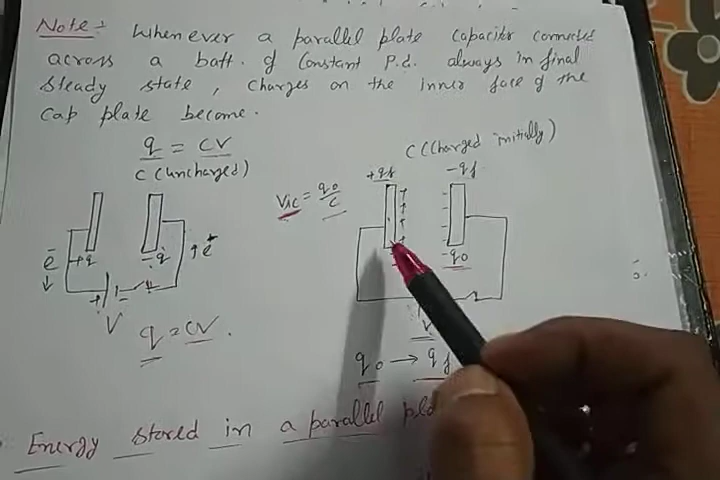 Note :- Whenever a parallel plate Capacitor connected
across a batt. of Constant P.d. always in final
steady state, charges on the inner face of the
Cap plate become.
q = CV
C (uncharged)
C (Charged initially)
Vic = q0/C
+qf
-qf
e-
+q
-q
e-
-q0
+ -
V
V
q = CV.
q0 → qf
Energy stored in a parallel pl